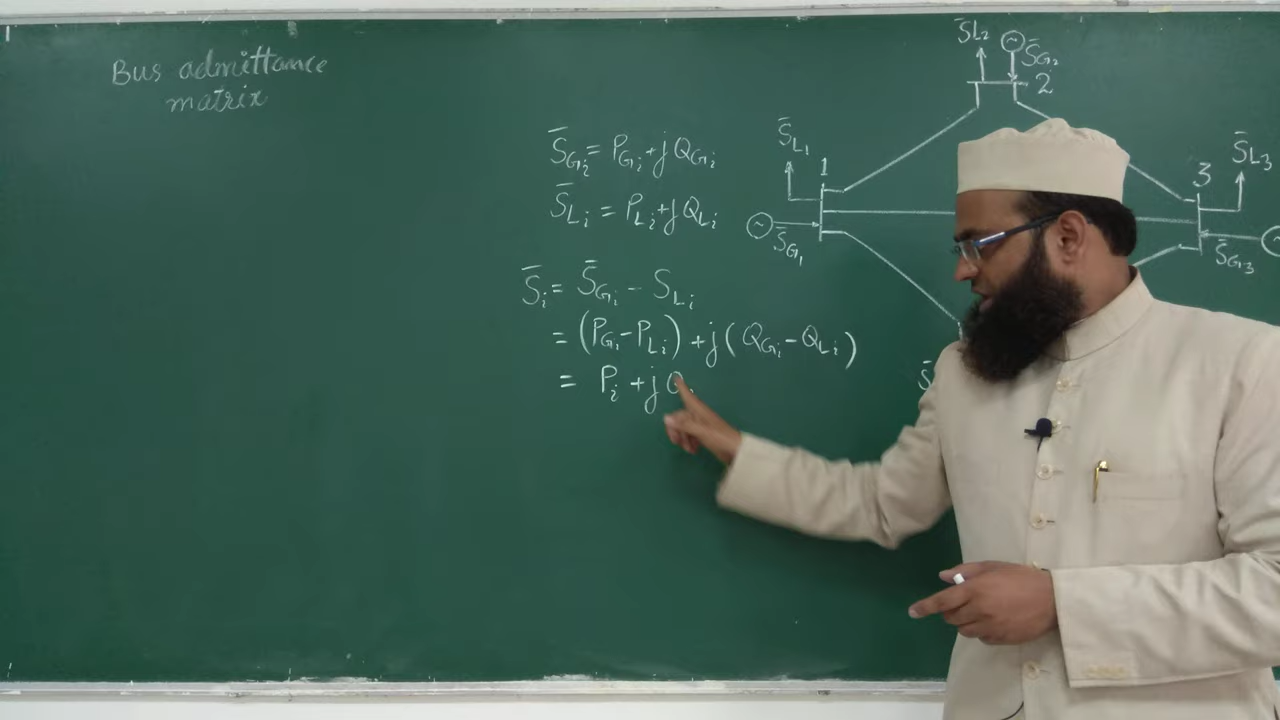 Bus admittance
matrix
S̄Gi = PGi + jQGi
S̄Li = PLi + jQLi
S̄i = S̄Gi - SLi
= (PGi - PLi) + j(QGi - QLi)
= Pi + jQi
S̄L2
S̄G2
2
S̄L1
1
S̄G1
S̄L3
3
S̄G3